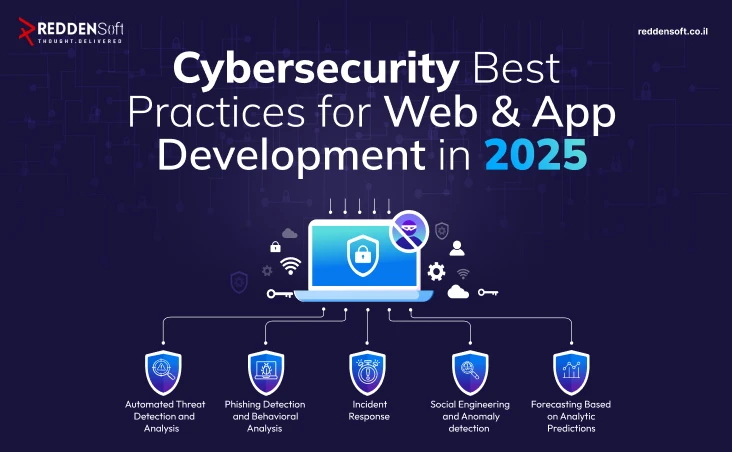 REDDENSoft
THOUGHT.DELIVERED
reddensoft.co.il
Cybersecurity Best
Practices for Web & App
Development in 2025
Automated Threat
Detection and
Analysis
Phishing Detection
and Behavioral
Analysis
Incident
Response
Social Engineering
and Anomaly
detection
Forecasting Based
on Analytic
Predictions